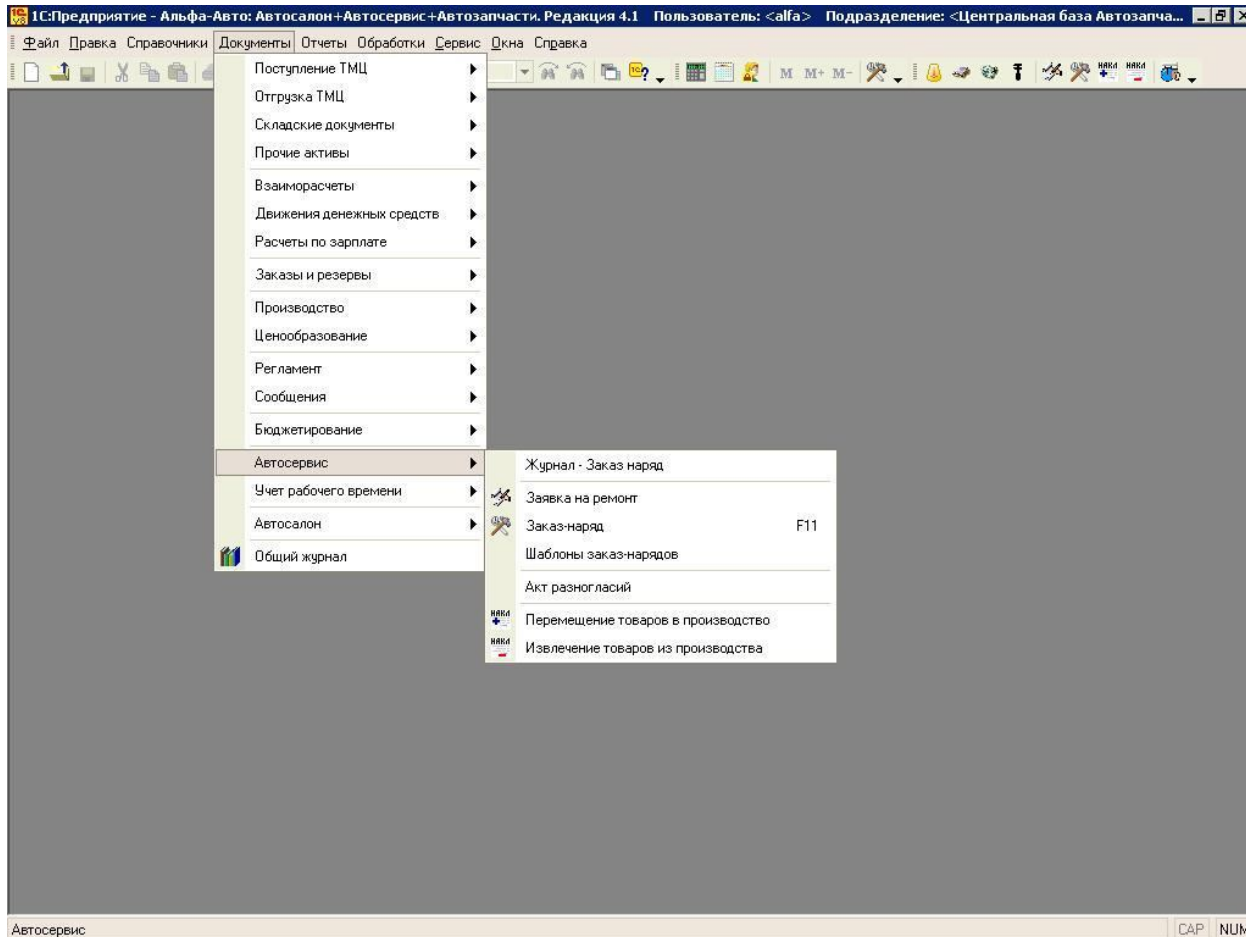 1С:Предприятие - Альфа-Авто: Автосалон+Автосервис+Автозапчасти. Редакция 4.1 Пользователь: <alfa> Подразделение: <Центральная база Автозапча...
Файл Правка Справочники Документы Отчеты Обработки Сервис Окна Справка
M M+ M-
Поступление ТМЦ
Отгрузка ТМЦ
Складские документы
Прочие активы
Взаиморасчеты
Движения денежных средств
Расчеты по зарплате
Заказы и резервы
Производство
Ценообразование
Регламент
Сообщения
Бюджетирование
Автосервис
Учет рабочего времени
Автосалон
Общий журнал
Журнал - Заказ наряд
Заявка на ремонт
Заказ-наряд F11
Шаблоны заказ-нарядов
Акт разногласий
Перемещение товаров в производство
Извлечение товаров из производства
Автосервис CAP NUM